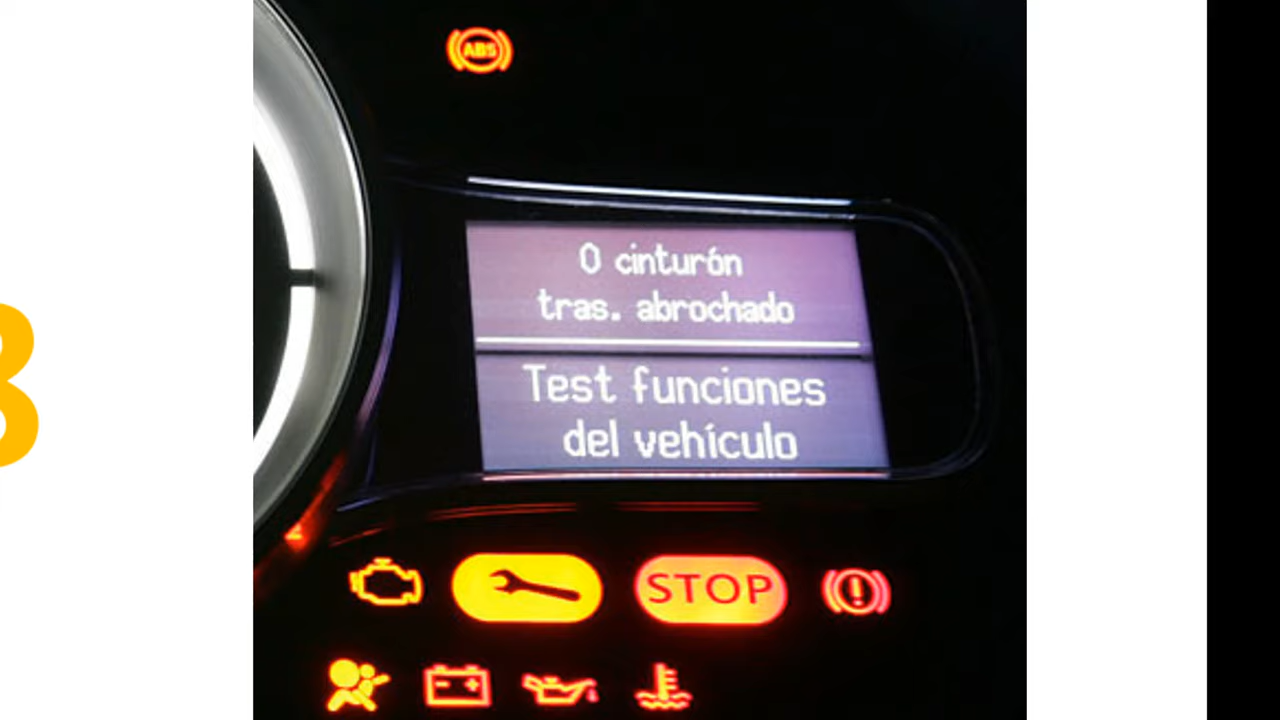 ABS
0 cinturón
tras. abrochado
Test funciones
del vehículo
STOP